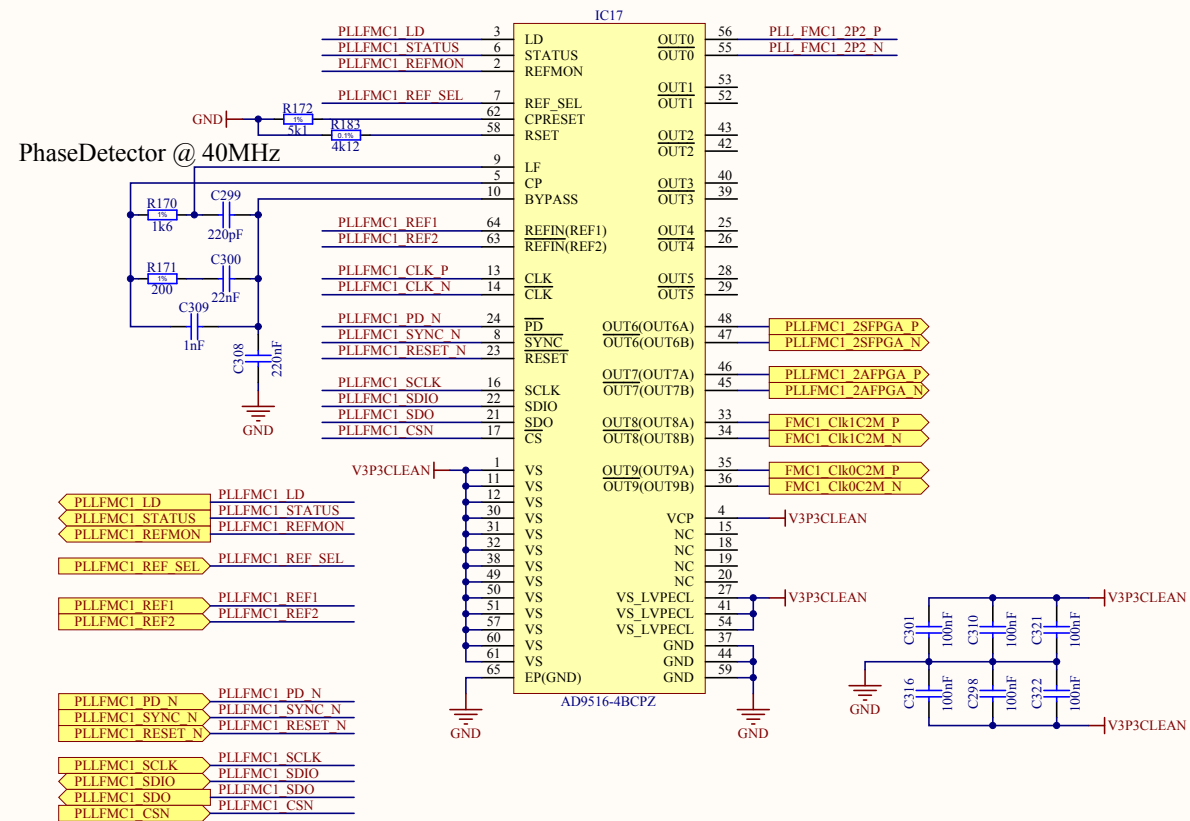 IC17
PLLFMC1_LD 3 LD OUT0 56 PLL_FMC1_2P2_P
PLLFMC1_STATUS 6 STATUS OUT0 55 PLL_FMC1_2P2_N
PLLFMC1_REFMON 2 REFMON
OUT1 53
PLLFMC1_REF_SEL 7 REF_SEL OUT1 52
GND R172 1% 5k1 62 CPRESET
R183 0.1% 4k12 58 RSET OUT2 43
OUT2 42
PhaseDetector @ 40MHz
9 LF
5 CP OUT3 40
10 BYPASS OUT3 39
R170 1% 1k6 C299 220pF
PLLFMC1_REF1 64 REFIN(REF1) OUT4 25
PLLFMC1_REF2 63 REFIN(REF2) OUT4 26
R171 1% 200 C300 22nF
PLLFMC1_CLK_P 13 CLK OUT5 28
PLLFMC1_CLK_N 14 CLK OUT5 29
C309 1nF
PLLFMC1_PD_N 24 PD OUT6(OUT6A) 48 PLLFMC1_2SFPGA_P
PLLFMC1_SYNC_N 8 SYNC OUT6(OUT6B) 47 PLLFMC1_2SFPGA_N
PLLFMC1_RESET_N 23 RESET
C308 220nF
GND
OUT7(OUT7A) 46 PLLFMC1_2AFPGA_P
PLLFMC1_SCLK 16 SCLK OUT7(OUT7B) 45 PLLFMC1_2AFPGA_N
PLLFMC1_SDIO 22 SDIO
PLLFMC1_SDO 21 SDO OUT8(OUT8A) 33 FMC1_Clk1C2M_P
PLLFMC1_CSN 17 CS OUT8(OUT8B) 34 FMC1_Clk1C2M_N
V3P3CLEAN 1 VS OUT9(OUT9A) 35 FMC1_Clk0C2M_P
11 VS OUT9(OUT9B) 36 FMC1_Clk0C2M_N
12 VS
30 VS VCP 4 V3P3CLEAN
31 VS NC 15
32 VS NC 18
38 VS NC 19
49 VS NC 20
50 VS VS_LVPECL 27 V3P3CLEAN
51 VS VS_LVPECL 41
57 VS VS_LVPECL 54
60 VS GND 37
61 VS GND 44
65 EP(GND) GND 59
AD9516-4BCPZ
GND
GND
PLLFMC1_LD PLLFMC1_LD
PLLFMC1_STATUS PLLFMC1_STATUS
PLLFMC1_REFMON PLLFMC1_REFMON
PLLFMC1_REF_SEL PLLFMC1_REF_SEL
PLLFMC1_REF1 PLLFMC1_REF1
PLLFMC1_REF2 PLLFMC1_REF2
PLLFMC1_PD_N PLLFMC1_PD_N
PLLFMC1_SYNC_N PLLFMC1_SYNC_N
PLLFMC1_RESET_N PLLFMC1_RESET_N
PLLFMC1_SCLK PLLFMC1_SCLK
PLLFMC1_SDIO PLLFMC1_SDIO
PLLFMC1_SDO PLLFMC1_SDO
PLLFMC1_CSN PLLFMC1_CSN
V3P3CLEAN
C301 100nF C310 100nF C321 100nF
GND
C316 100nF C298 100nF C322 100nF
V3P3CLEAN